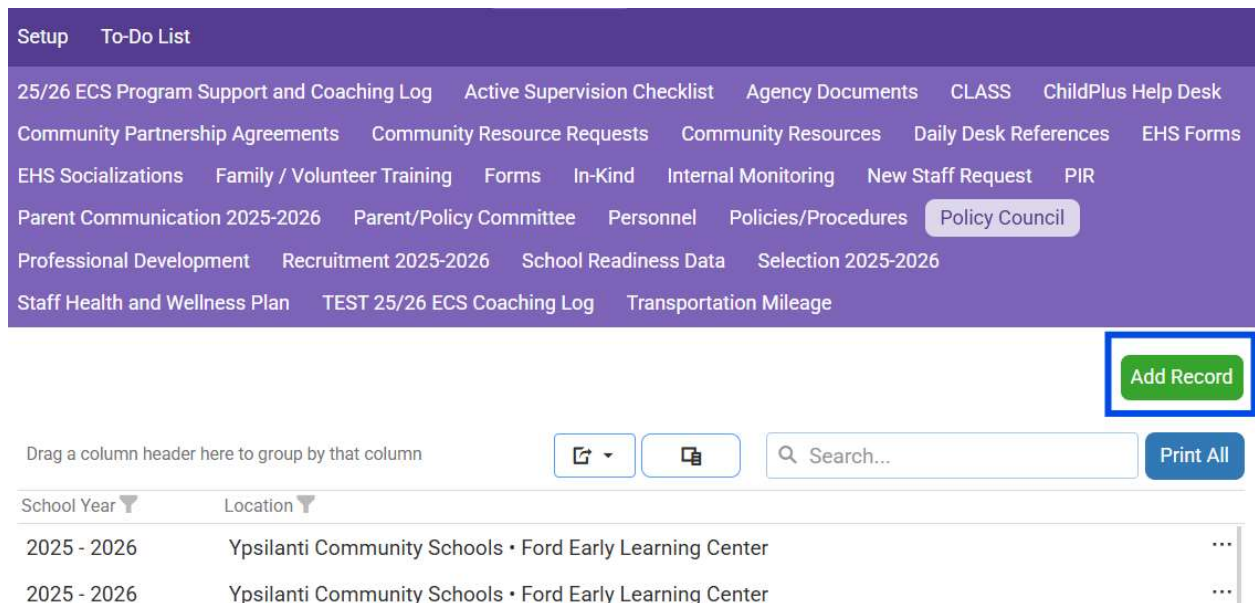 Setup To-Do List
25/26 ECS Program Support and Coaching Log Active Supervision Checklist Agency Documents CLASS ChildPlus Help Desk
Community Partnership Agreements Community Resource Requests Community Resources Daily Desk References EHS Forms
EHS Socializations Family / Volunteer Training Forms In-Kind Internal Monitoring New Staff Request PIR
Parent Communication 2025-2026 Parent/Policy Committee Personnel Policies/Procedures Policy Council
Professional Development Recruitment 2025-2026 School Readiness Data Selection 2025-2026
Staff Health and Wellness Plan TEST 25/26 ECS Coaching Log Transportation Mileage
Add Record
Drag a column header here to group by that column Search... Print All
School Year Location
2025 - 2026 Ypsilanti Community Schools • Ford Early Learning Center ...
2025 - 2026 Ypsilanti Community Schools • Ford Early Learning Center ...